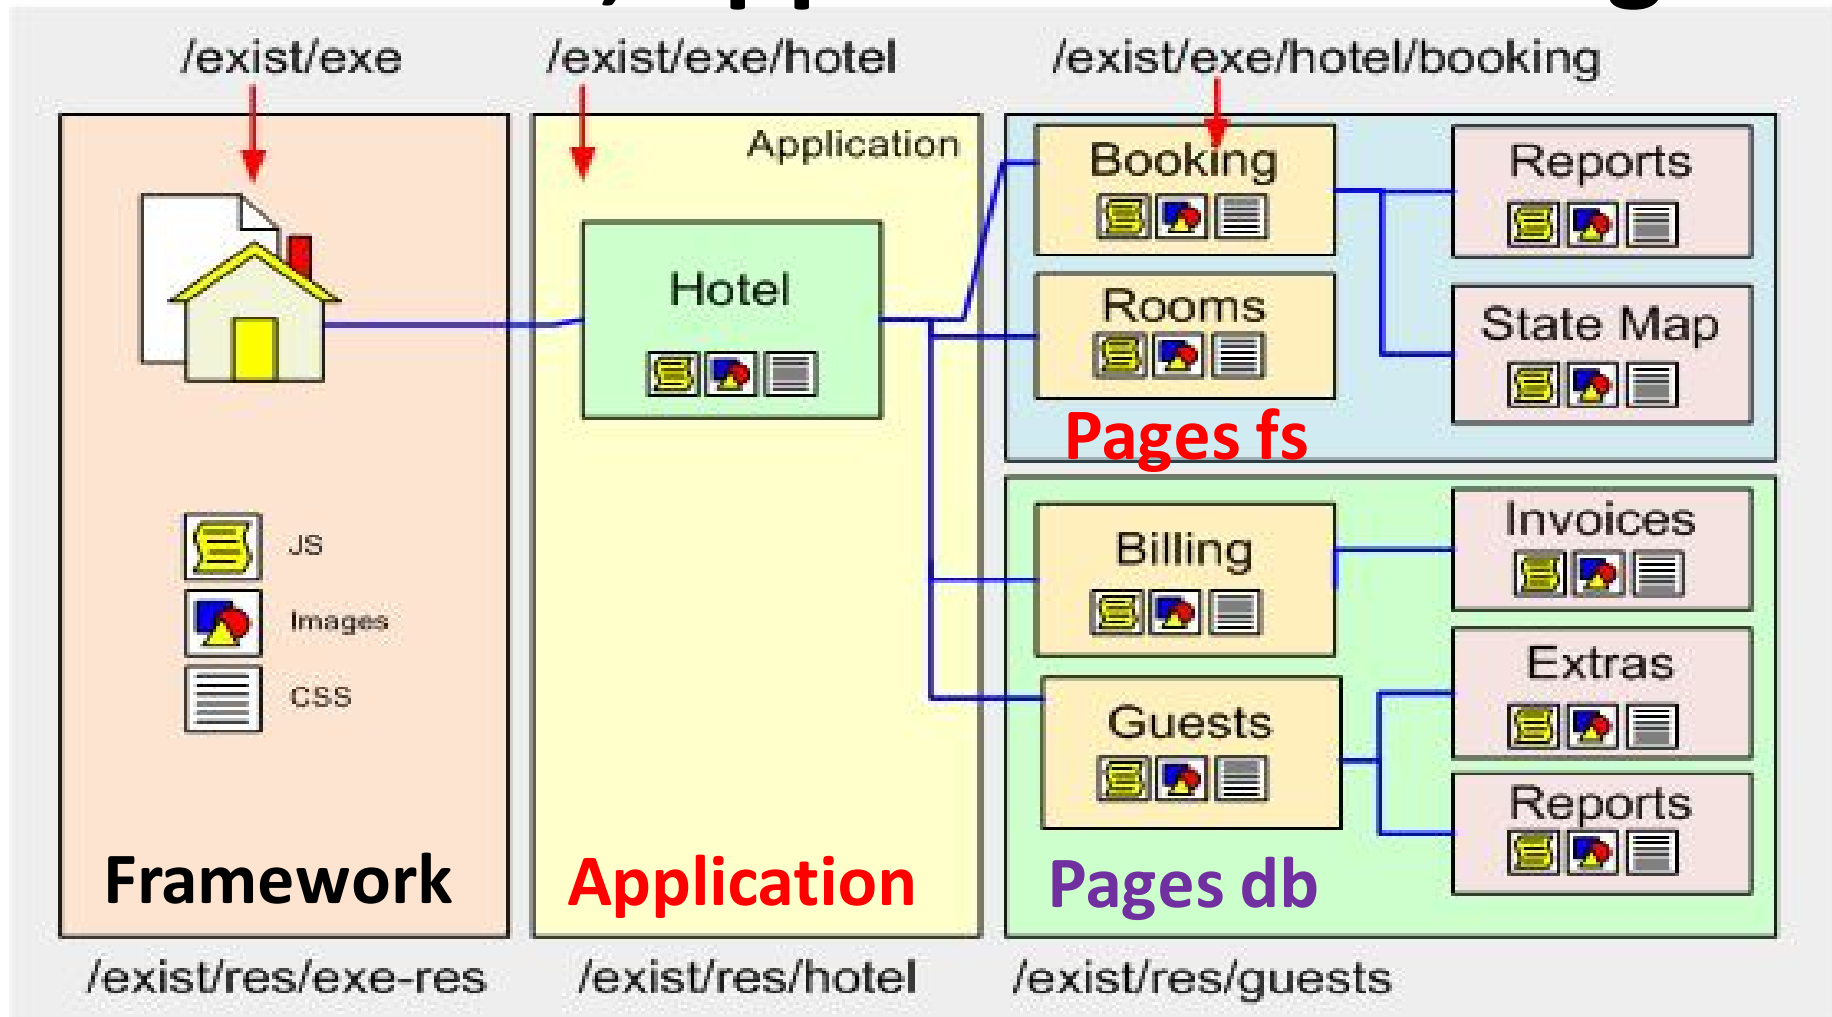 /exist/exe
/exist/exe/hotel
/exist/exe/hotel/booking
Application
Hotel
Booking
Reports
Rooms
State Map
Pages fs
JS
Images
CSS
Billing
Invoices
Guests
Extras
Reports
Framework
Application
Pages db
/exist/res/exe-res
/exist/res/hotel
/exist/res/guests